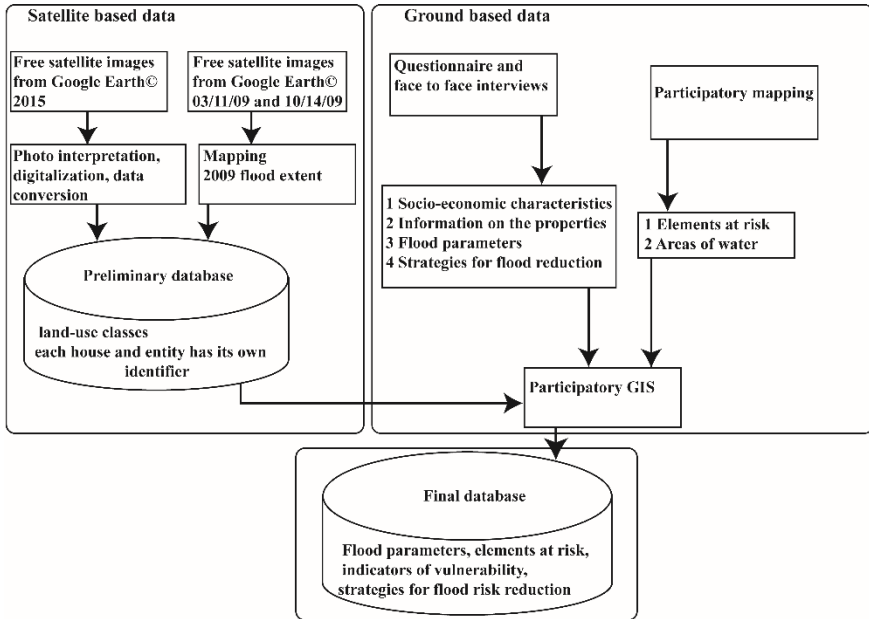 Satellite based data
Free satellite images
from Google Earth©
2015
Free satellite images
from Google Earth©
03/11/09 and 10/14/09
Photo interpretation,
digitalization, data
conversion
Mapping
2009 flood extent
Preliminary database
land-use classes
each house and entity has its own
identifier
Ground based data
Questionnaire and
face to face interviews
Participatory mapping
1 Socio-economic characteristics
2 Information on the properties
3 Flood parameters
4 Strategies for flood reduction
1 Elements at risk
2 Areas of water
Participatory GIS
Final database
Flood parameters, elements at risk,
indicators of vulnerability,
strategies for flood risk reduction